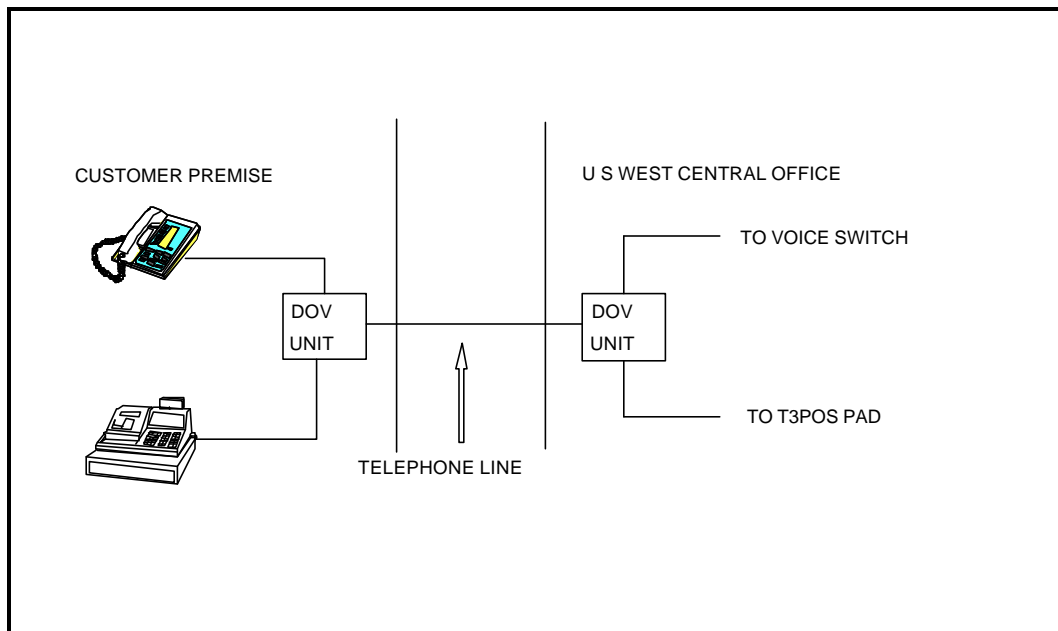 CUSTOMER PREMISE
U S WEST CENTRAL OFFICE
TO VOICE SWITCH
DOV
UNIT
DOV
UNIT
TO T3POS PAD
TELEPHONE LINE